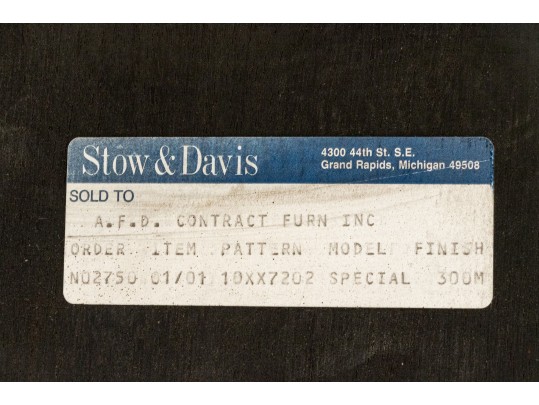 Stow & Davis
4300 44th St. S.E.
Grand Rapids, Michigan 49508
SOLD TO
A.F.D. CONTRACT FURN INC
ORDER ITEM PATTERN MODEL FINISH
NO2750 01/01 10XX7202 SPECIAL 300M